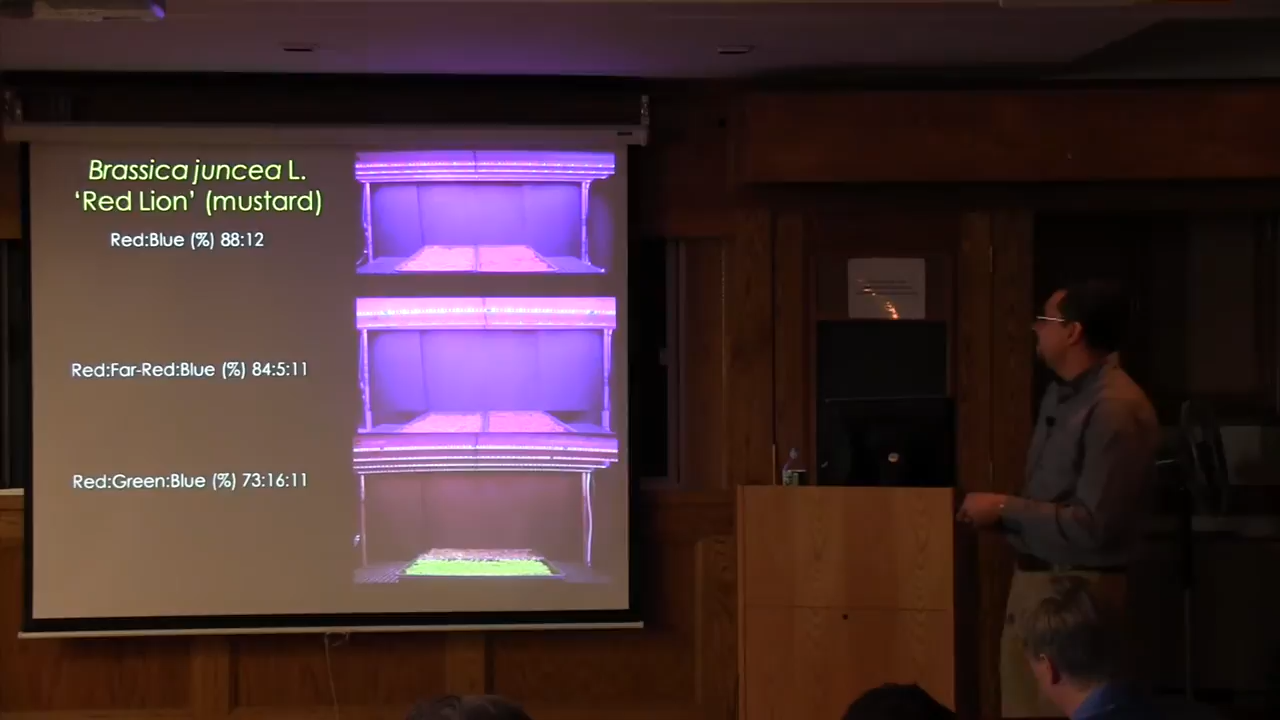 Brassica juncea L.
‘Red Lion’ (mustard)
Red:Blue (%) 88:12
Red:Far-Red:Blue (%) 84:5:11
Red:Green:Blue (%) 73:16:11